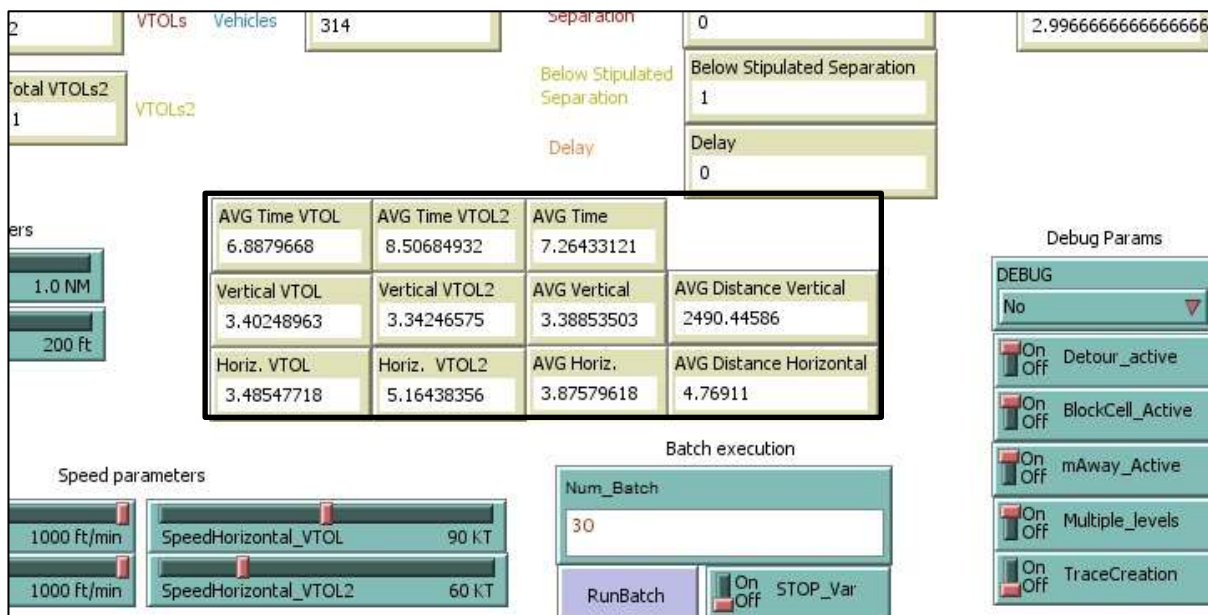 2
VTOLs Vehicles
314
Separation
0
2.9966666666666666
Total VTOLs2
1
VTOLs2
Below Stipulated
Separation
Below Stipulated Separation
1
Delay
Delay
0
AVG Time VTOL AVG Time VTOL2 AVG Time
6.8879668 8.50684932 7.26433121
Vertical VTOL Vertical VTOL2 AVG Vertical AVG Distance Vertical
3.40248963 3.34246575 3.38853503 2490.44586
Horiz. VTOL Horiz. VTOL2 AVG Horiz. AVG Distance Horizontal
3.48547718 5.16438356 3.87579618 4.76911
ers
1.0 NM
200 ft
Debug Params
DEBUG
No
On
Off
Detour_active
On
Off
BlockCell_Active
On
Off
mAway_Active
On
Off
Multiple_levels
On
Off
TraceCreation
Speed parameters
1000 ft/min
SpeedHorizontal_VTOL 90 KT
1000 ft/min
SpeedHorizontal_VTOL2 60 KT
Batch execution
Num_Batch
30
RunBatch
On
Off
STOP_Var